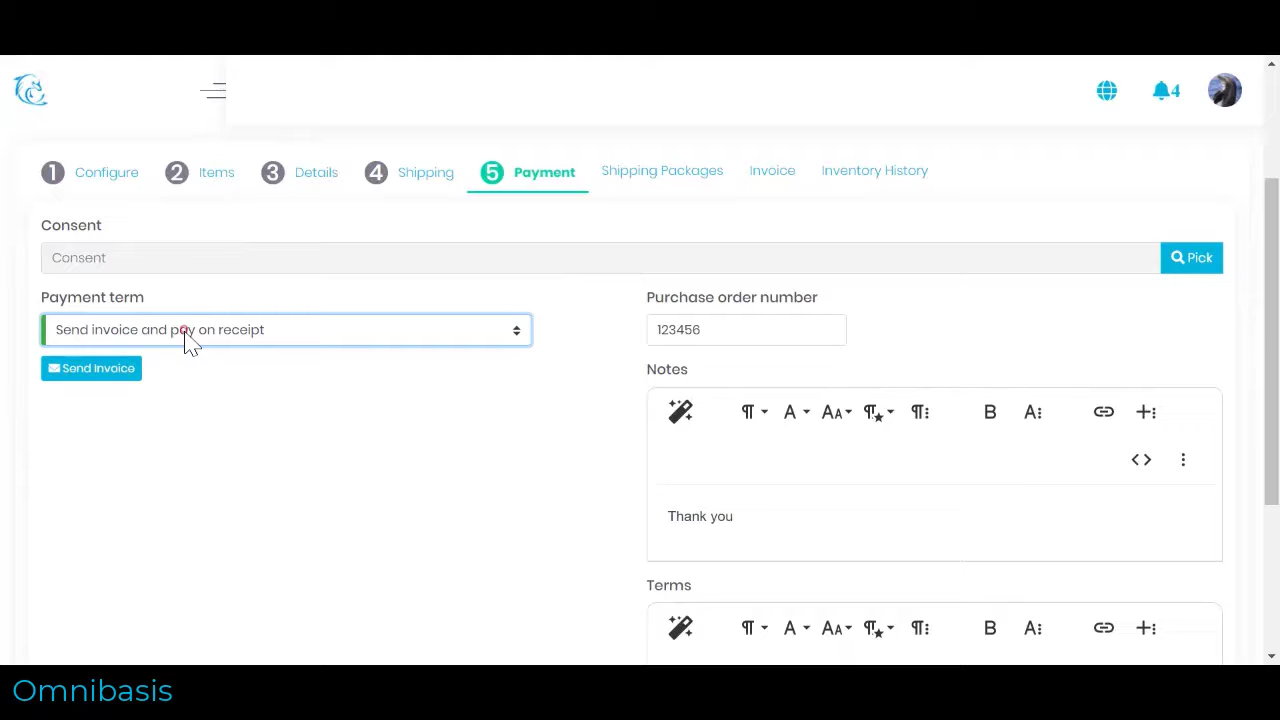 4
1 Configure 2 Items 3 Details 4 Shipping 5 Payment Shipping Packages Invoice Inventory History
Consent
Consent Pick
Payment term
Send invoice and pay on receipt
Send Invoice
Purchase order number
123456
Notes
B
Thank you
Terms
B
Omnibasis